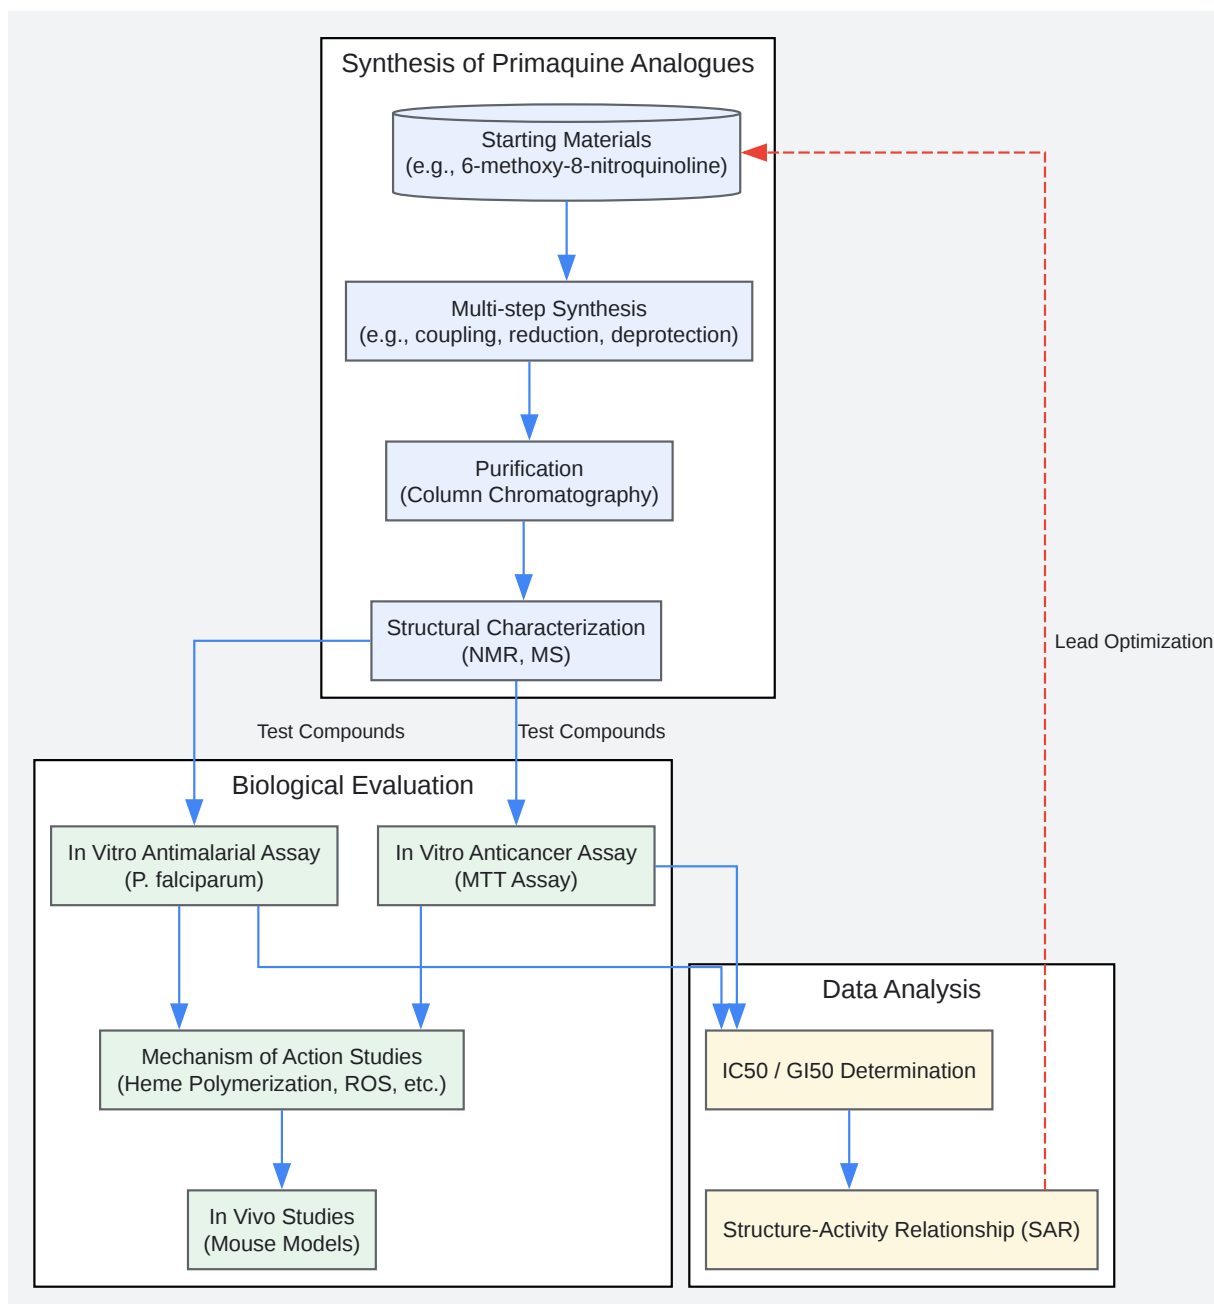 Synthesis of Primaquine Analogues
Starting Materials
(e.g., 6-methoxy-8-nitroquinoline)
Multi-step Synthesis
(e.g., coupling, reduction, deprotection)
Purification
(Column Chromatography)
Structural Characterization
(NMR, MS)
Lead Optimization
Test Compounds
Test Compounds
Biological Evaluation
In Vitro Antimalarial Assay
(P. falciparum)
In Vitro Anticancer Assay
(MTT Assay)
Data Analysis
Mechanism of Action Studies
(Heme Polymerization, ROS, etc.)
IC50 / GI50 Determination
In Vivo Studies
(Mouse Models)
Structure-Activity Relationship (SAR)